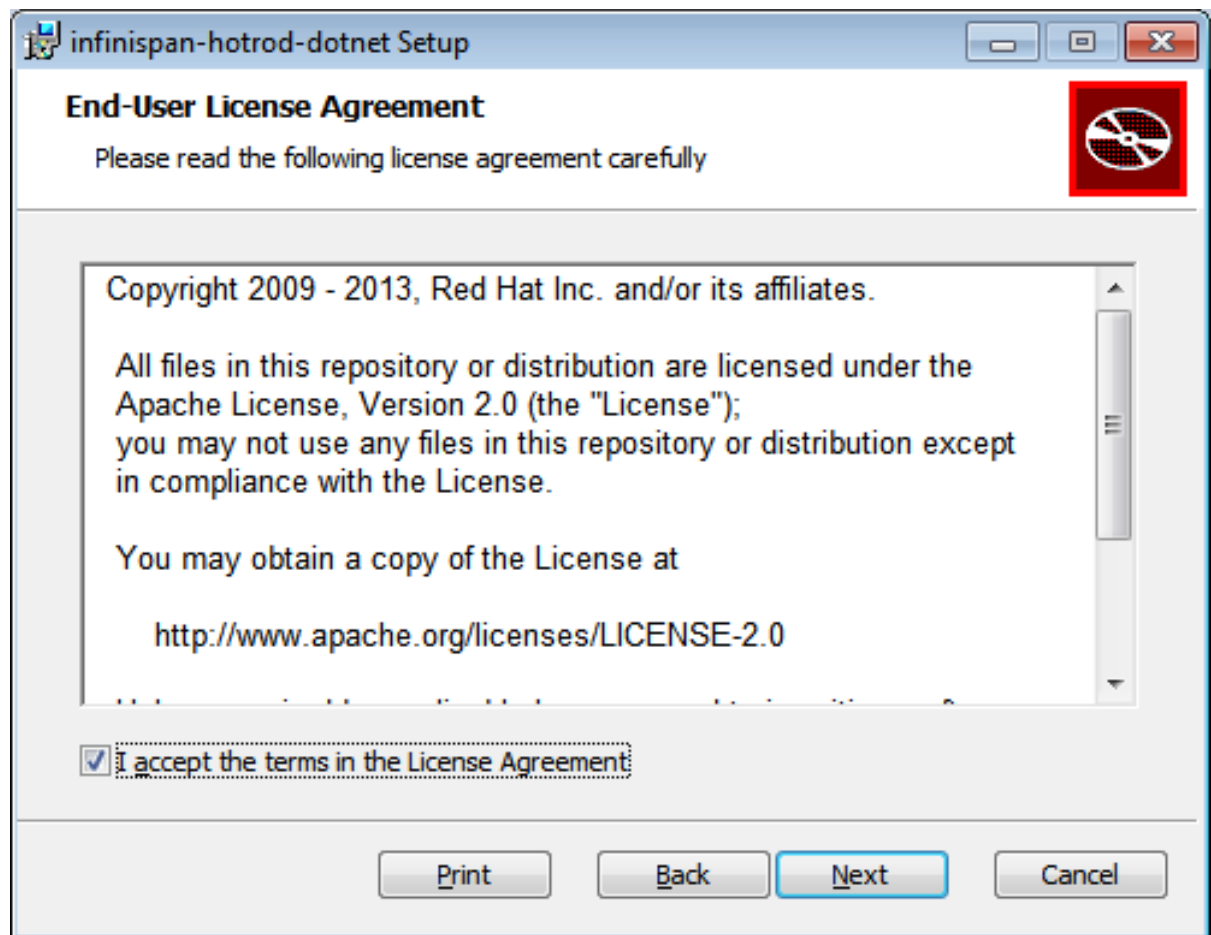 infinispan-hotrod-dotnet Setup
End-User License Agreement
Please read the following license agreement carefully
Copyright 2009 - 2013, Red Hat Inc. and/or its affiliates.
All files in this repository or distribution are licensed under the
Apache License, Version 2.0 (the "License");
you may not use any files in this repository or distribution except
in compliance with the License.
You may obtain a copy of the License at
http://www.apache.org/licenses/LICENSE-2.0
I accept the terms in the License Agreement
Print Back Next Cancel